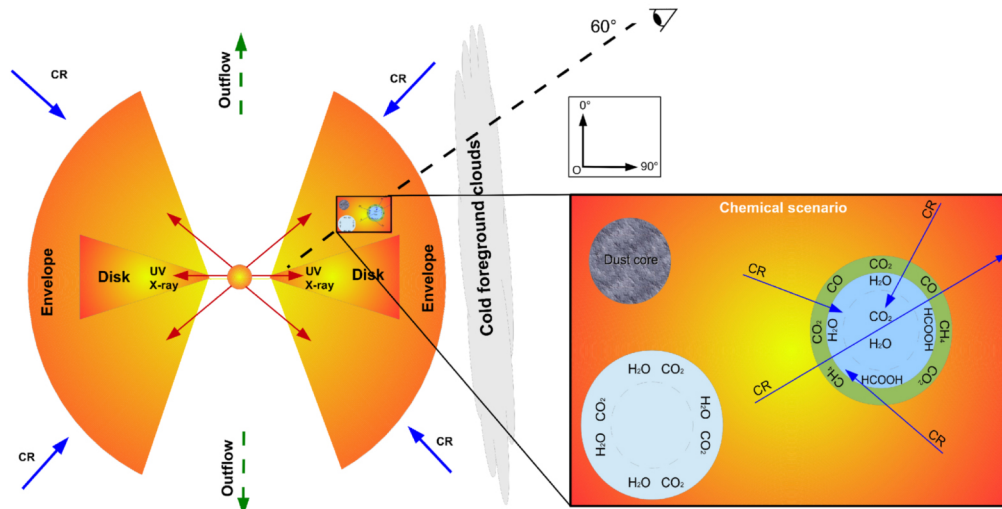 60°
CR
CR
Outflow
0°
O
90°
Cold foreground clouds
Envelope
Disk
UV
X-ray
UV
X-ray
Disk
Envelope
CR
CR
Outflow
Chemical scenario
Dust core
CR
CR
CR
CR
CO₂
CO
CO
H₂O
CO₂
H₂O
H₂O
CO₂
HCOOH
CH₄
HCOOH
CH₄
CO₂
H₂O CO₂
CO₂
H₂O
H₂O
CO₂
H₂O CO₂